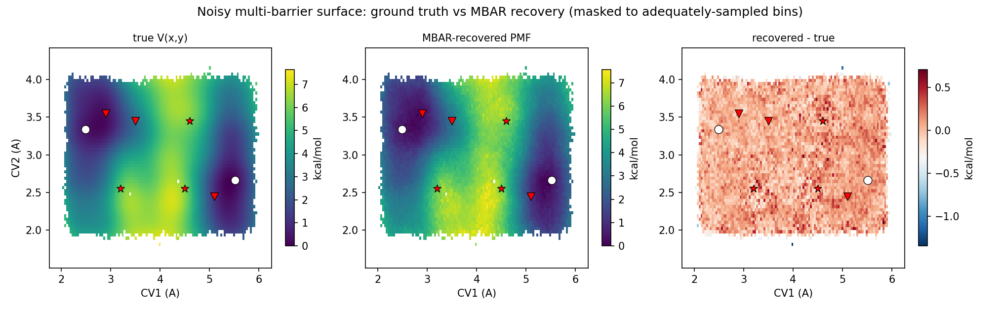 Noisy multi-barrier surface: ground truth vs MBAR recovery (masked to adequately-sampled bins)
true V(x,y)
CV2 (A)
4.0
3.5
3.0
2.5
2.0
2 3 4 5 6
CV1 (A)
7
6
5
4
3
2
1
0
kcal/mol
MBAR-recovered PMF
4.0
3.5
3.0
2.5
2.0
2 3 4 5 6
CV1 (A)
7
6
5
4
3
2
1
0
kcal/mol
recovered - true
4.0
3.5
3.0
2.5
2.0
2 3 4 5 6
CV1 (A)
0.5
0.0
−0.5
−1.0
kcal/mol